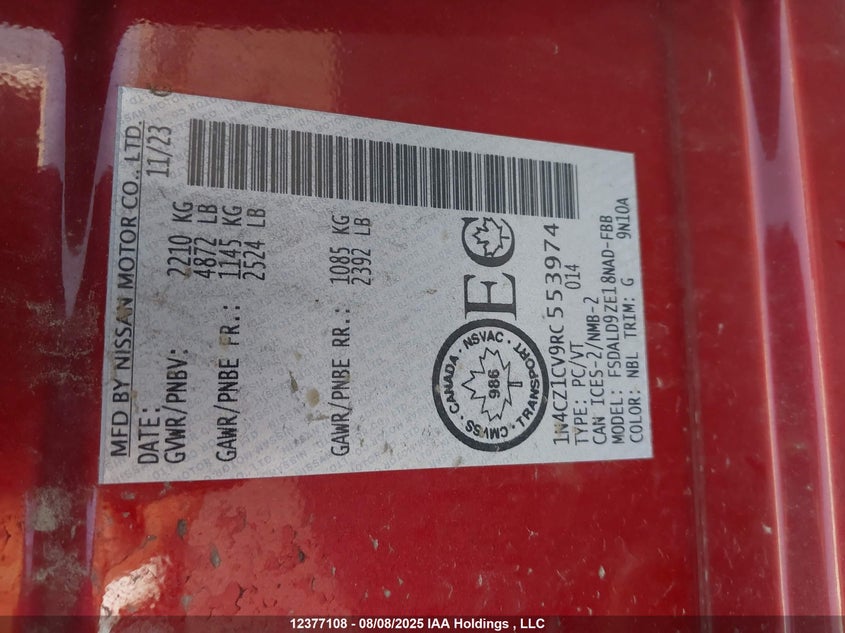 MFD BY NISSAN MOTOR CO., LTD.
DATE: 11/23
GVWR/PNBV: 2210 KG
4872 LB
GAWR/PNBE FR.: 1145 KG
2524 LB
GAWR/PNBE RR.: 1085 KG
2392 LB
CANADA · NSVAC · TRANSPORT · CMVSS ·
986
EC
1N4CZ1CV9RC553974
TYPE: PC/VT 014
CAN ICES-2/NMB-2
MODEL: FSDALD9ZE18NAD-FBB
COLOR: NBL TRIM: G 9N10A
12377108 - 08/08/2025 IAA Holdings , LLC